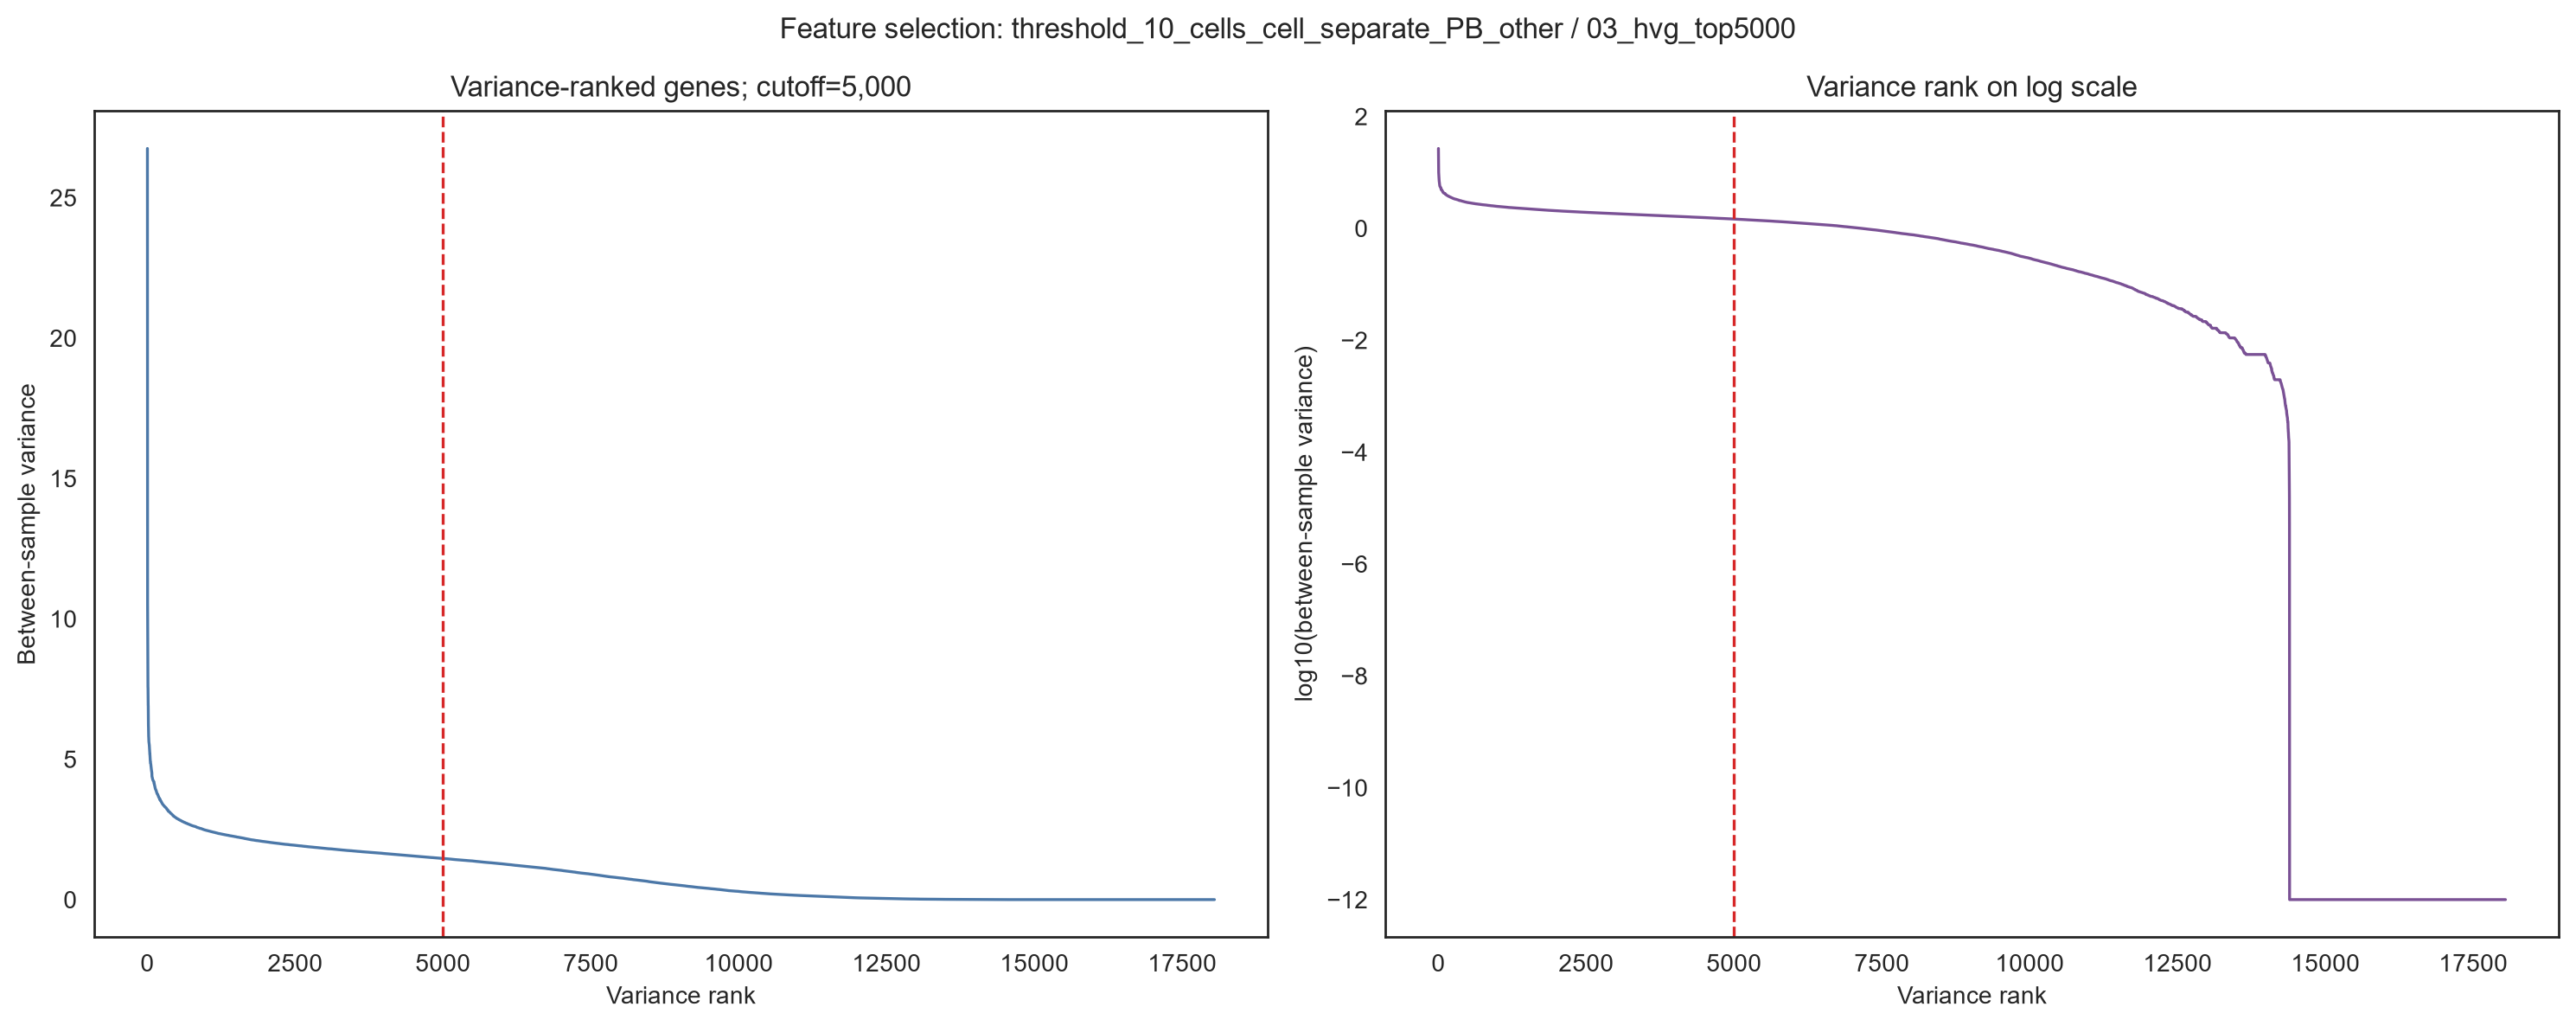 Feature selection: threshold_10_cells_cell_separate_PB_other / 03_hvg_top5000
Variance-ranked genes; cutoff=5,000
Between-sample variance
25
20
15
10
5
0
0 2500 5000 7500 10000 12500 15000 17500
Variance rank
Variance rank on log scale
log10(between-sample variance)
2
0
−2
−4
−6
−8
−10
−12
0 2500 5000 7500 10000 12500 15000 17500
Variance rank